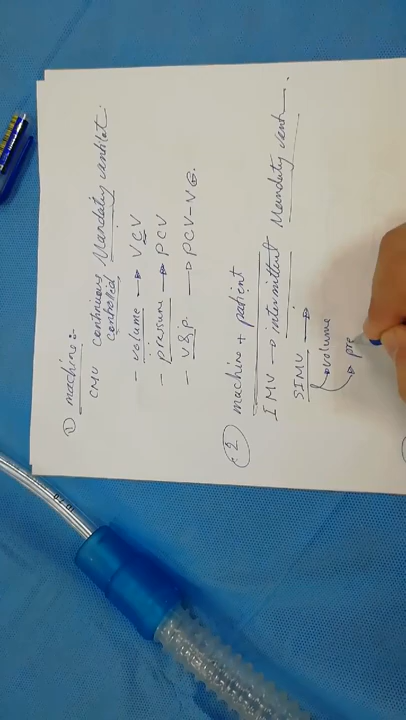 ① machine :-
CMV continuous Mandatory ventilat.
controlled
- volume → VCV
- pressure → PCV
- V&P. → PCV-VG.
② machine + patient
IMV → intermittent Mandatory vent.
SIMV →
volume
pre